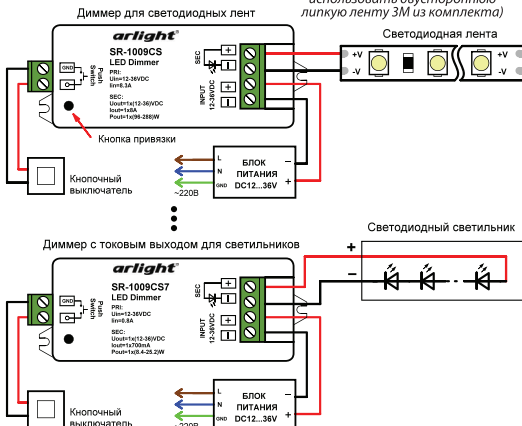 использовать двустороннюю
липкую ленту 3М из комплекта)
Диммер для светодиодных лент
Светодиодная лента
arlight®
SR-1009CS
LED Dimmer
PRI:
Uin=12-36VDC
Iin=8.3A
SEC:
Uout=1x(12-36)VDC
Iout=1x8A
Pout=1x(96-288)W
GND
Push
Switch
SEC
+
−
INPUT
12-36VDC
+
−
+V
-V
+V
-V
Кнопка привязки
Кнопочный
выключатель
L
N
GND
~220В
БЛОК
ПИТАНИЯ
DC12...36V
−
+
Светодиодный светильник
Диммер с токовым выходом для светильников
arlight®
SR-1009CS7
LED Dimmer
PRI:
Uin=12-36VDC
Iin=0.8A
SEC:
Uout=1x(12-36)VDC
Iout=1x700mA
Pout=1x(8.4-25.2)W
GND
Push
Switch
SEC
+
−
INPUT
12-36VDC
+
−
+
−
Кнопочный
выключатель
L
N
GND
~220В
БЛОК
ПИТАНИЯ
DC12...36V
−
+